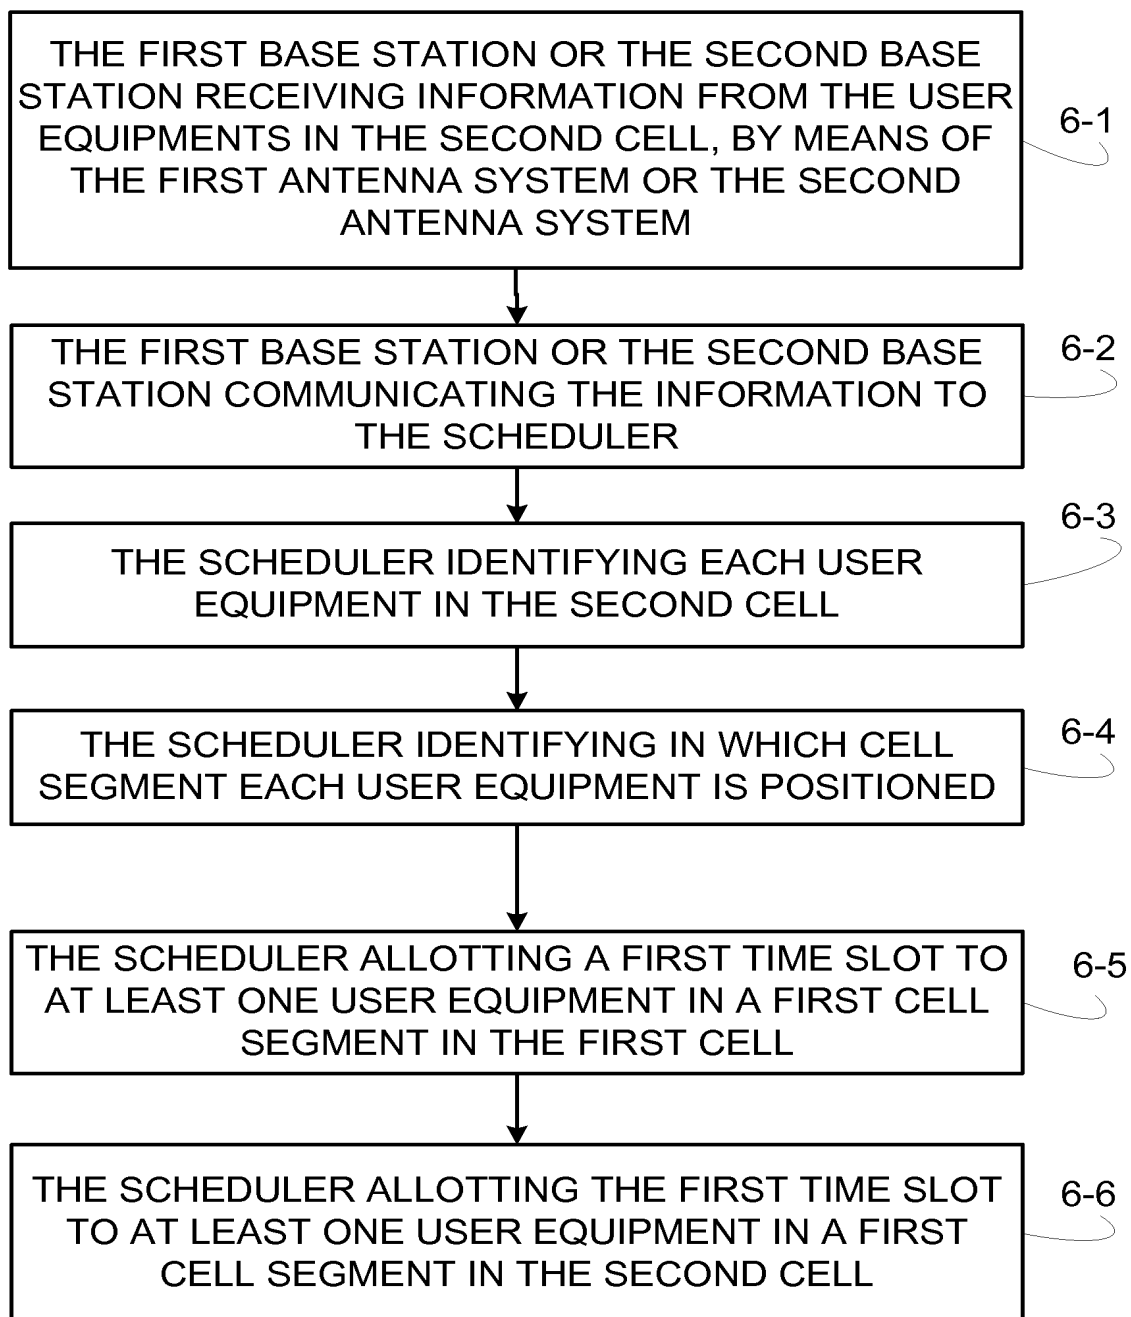 THE FIRST BASE STATION OR THE SECOND BASE
STATION RECEIVING INFORMATION FROM THE USER
EQUIPMENTS IN THE SECOND CELL, BY MEANS OF
THE FIRST ANTENNA SYSTEM OR THE SECOND
ANTENNA SYSTEM
6-1
THE FIRST BASE STATION OR THE SECOND BASE
STATION COMMUNICATING THE INFORMATION TO
THE SCHEDULER
6-2
THE SCHEDULER IDENTIFYING EACH USER
EQUIPMENT IN THE SECOND CELL
6-3
THE SCHEDULER IDENTIFYING IN WHICH CELL
SEGMENT EACH USER EQUIPMENT IS POSITIONED
6-4
THE SCHEDULER ALLOTTING A FIRST TIME SLOT TO
AT LEAST ONE USER EQUIPMENT IN A FIRST CELL
SEGMENT IN THE FIRST CELL
6-5
THE SCHEDULER ALLOTTING THE FIRST TIME SLOT
TO AT LEAST ONE USER EQUIPMENT IN A FIRST
CELL SEGMENT IN THE SECOND CELL
6-6